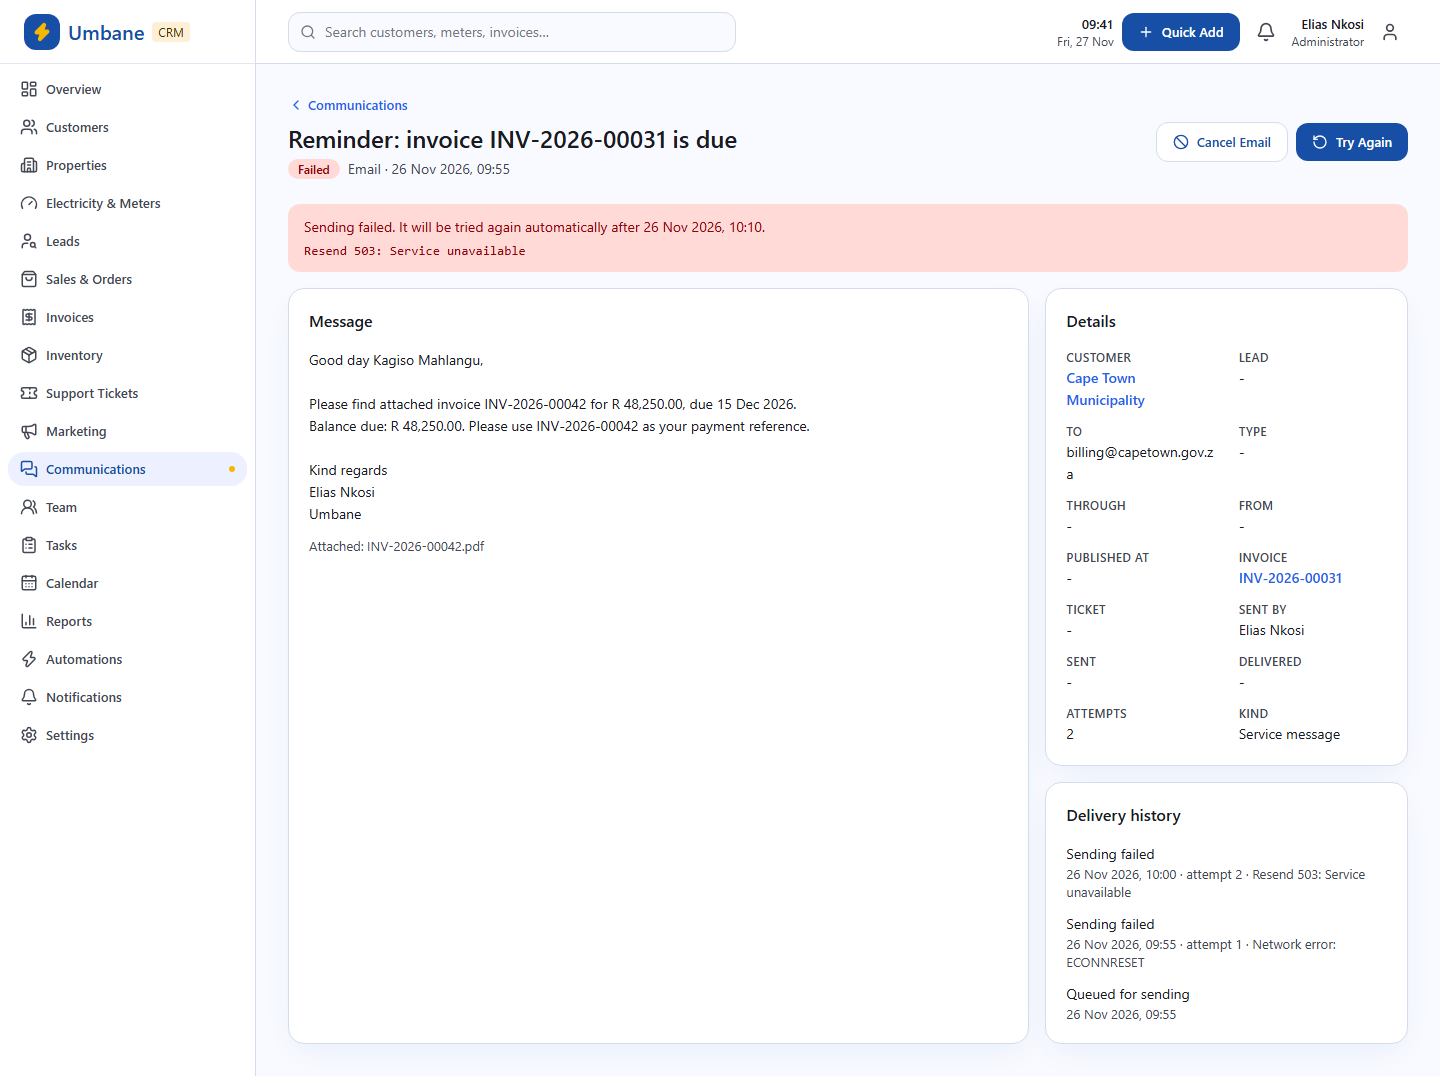 Umbane CRM
Search customers, meters, invoices...
09:41
Fri, 27 Nov
Quick Add
Elias Nkosi
Administrator
Overview
Customers
Properties
Electricity & Meters
Leads
Sales & Orders
Invoices
Inventory
Support Tickets
Marketing
Communications
Team
Tasks
Calendar
Reports
Automations
Notifications
Settings
Communications
Reminder: invoice INV-2026-00031 is due
Failed Email · 26 Nov 2026, 09:55
Cancel Email
Try Again
Sending failed. It will be tried again automatically after 26 Nov 2026, 10:10.
Resend 503: Service unavailable
Message
Good day Kagiso Mahlangu,
Please find attached invoice INV-2026-00042 for R 48,250.00, due 15 Dec 2026.
Balance due: R 48,250.00. Please use INV-2026-00042 as your payment reference.
Kind regards
Elias Nkosi
Umbane
Attached: INV-2026-00042.pdf
Details
CUSTOMER
Cape Town
Municipality
LEAD
-
TO
billing@capetown.gov.z
a
TYPE
-
THROUGH
-
FROM
-
PUBLISHED AT
-
INVOICE
INV-2026-00031
TICKET
-
SENT BY
Elias Nkosi
SENT
-
DELIVERED
-
ATTEMPTS
2
KIND
Service message
Delivery history
Sending failed
26 Nov 2026, 10:00 · attempt 2 · Resend 503: Service
unavailable
Sending failed
26 Nov 2026, 09:55 · attempt 1 · Network error:
ECONNRESET
Queued for sending
26 Nov 2026, 09:55